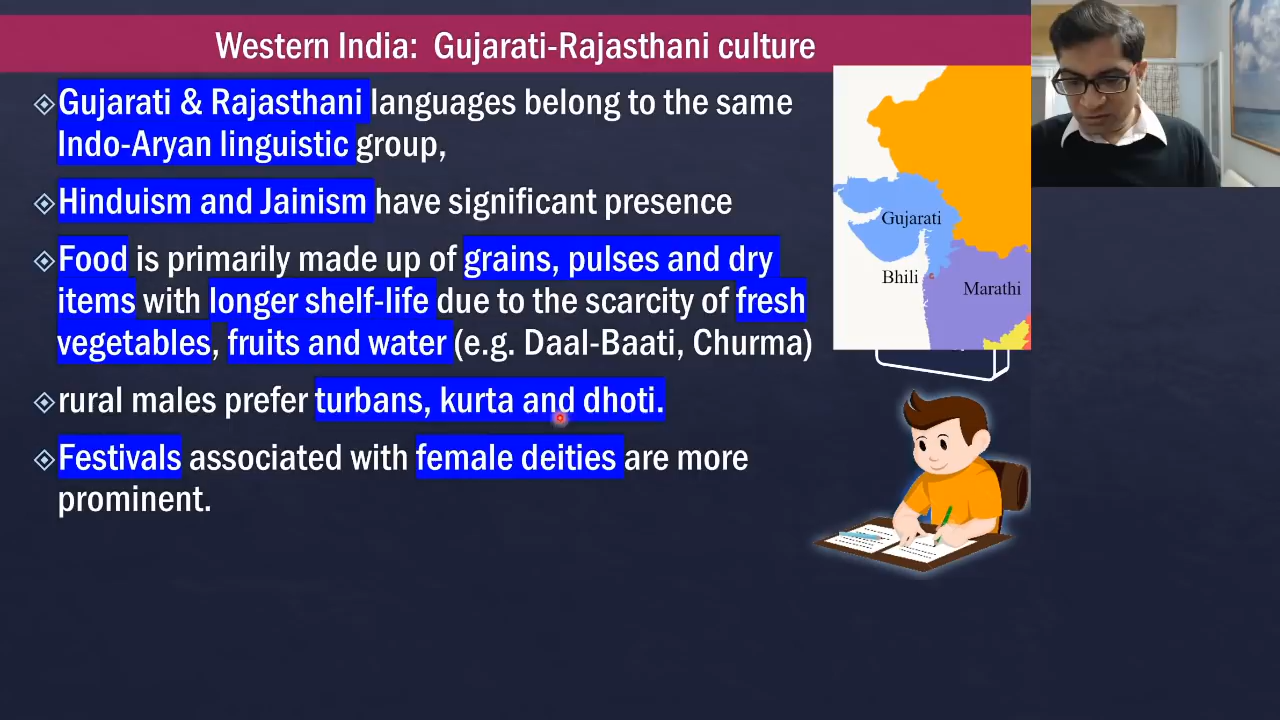 Western India: Gujarati-Rajasthani culture
Gujarati & Rajasthani languages belong to the same
Indo-Aryan linguistic group,
Hinduism and Jainism have significant presence
Food is primarily made up of grains, pulses and dry
items with longer shelf-life due to the scarcity of fresh
vegetables, fruits and water (e.g. Daal-Baati, Churma)
rural males prefer turbans, kurta and dhoti.
Festivals associated with female deities are more
prominent.
Gujarati
Bhili
Marathi